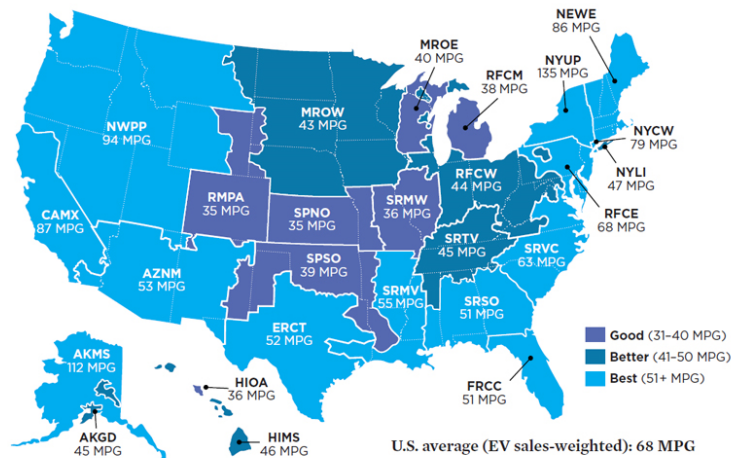 NEWE
86 MPG
MROE
40 MPG
NYUP
135 MPG
RFCM
38 MPG
NWPP
94 MPG
MROW
43 MPG
NYCW
79 MPG
NYLI
47 MPG
RFCW
44 MPG
RMPA
35 MPG
SPNO
35 MPG
SRMW
36 MPG
RFCE
68 MPG
CAMX
87 MPG
SRTV
45 MPG
SRVC
63 MPG
SPSO
39 MPG
AZNM
53 MPG
SRMV
55 MPG
SRSO
51 MPG
ERCT
52 MPG
Good (31–40 MPG)
Better (41–50 MPG)
Best (51+ MPG)
AKMS
112 MPG
HIOA
36 MPG
FRCC
51 MPG
AKGD
45 MPG
HIMS
46 MPG
U.S. average (EV sales-weighted): 68 MPG